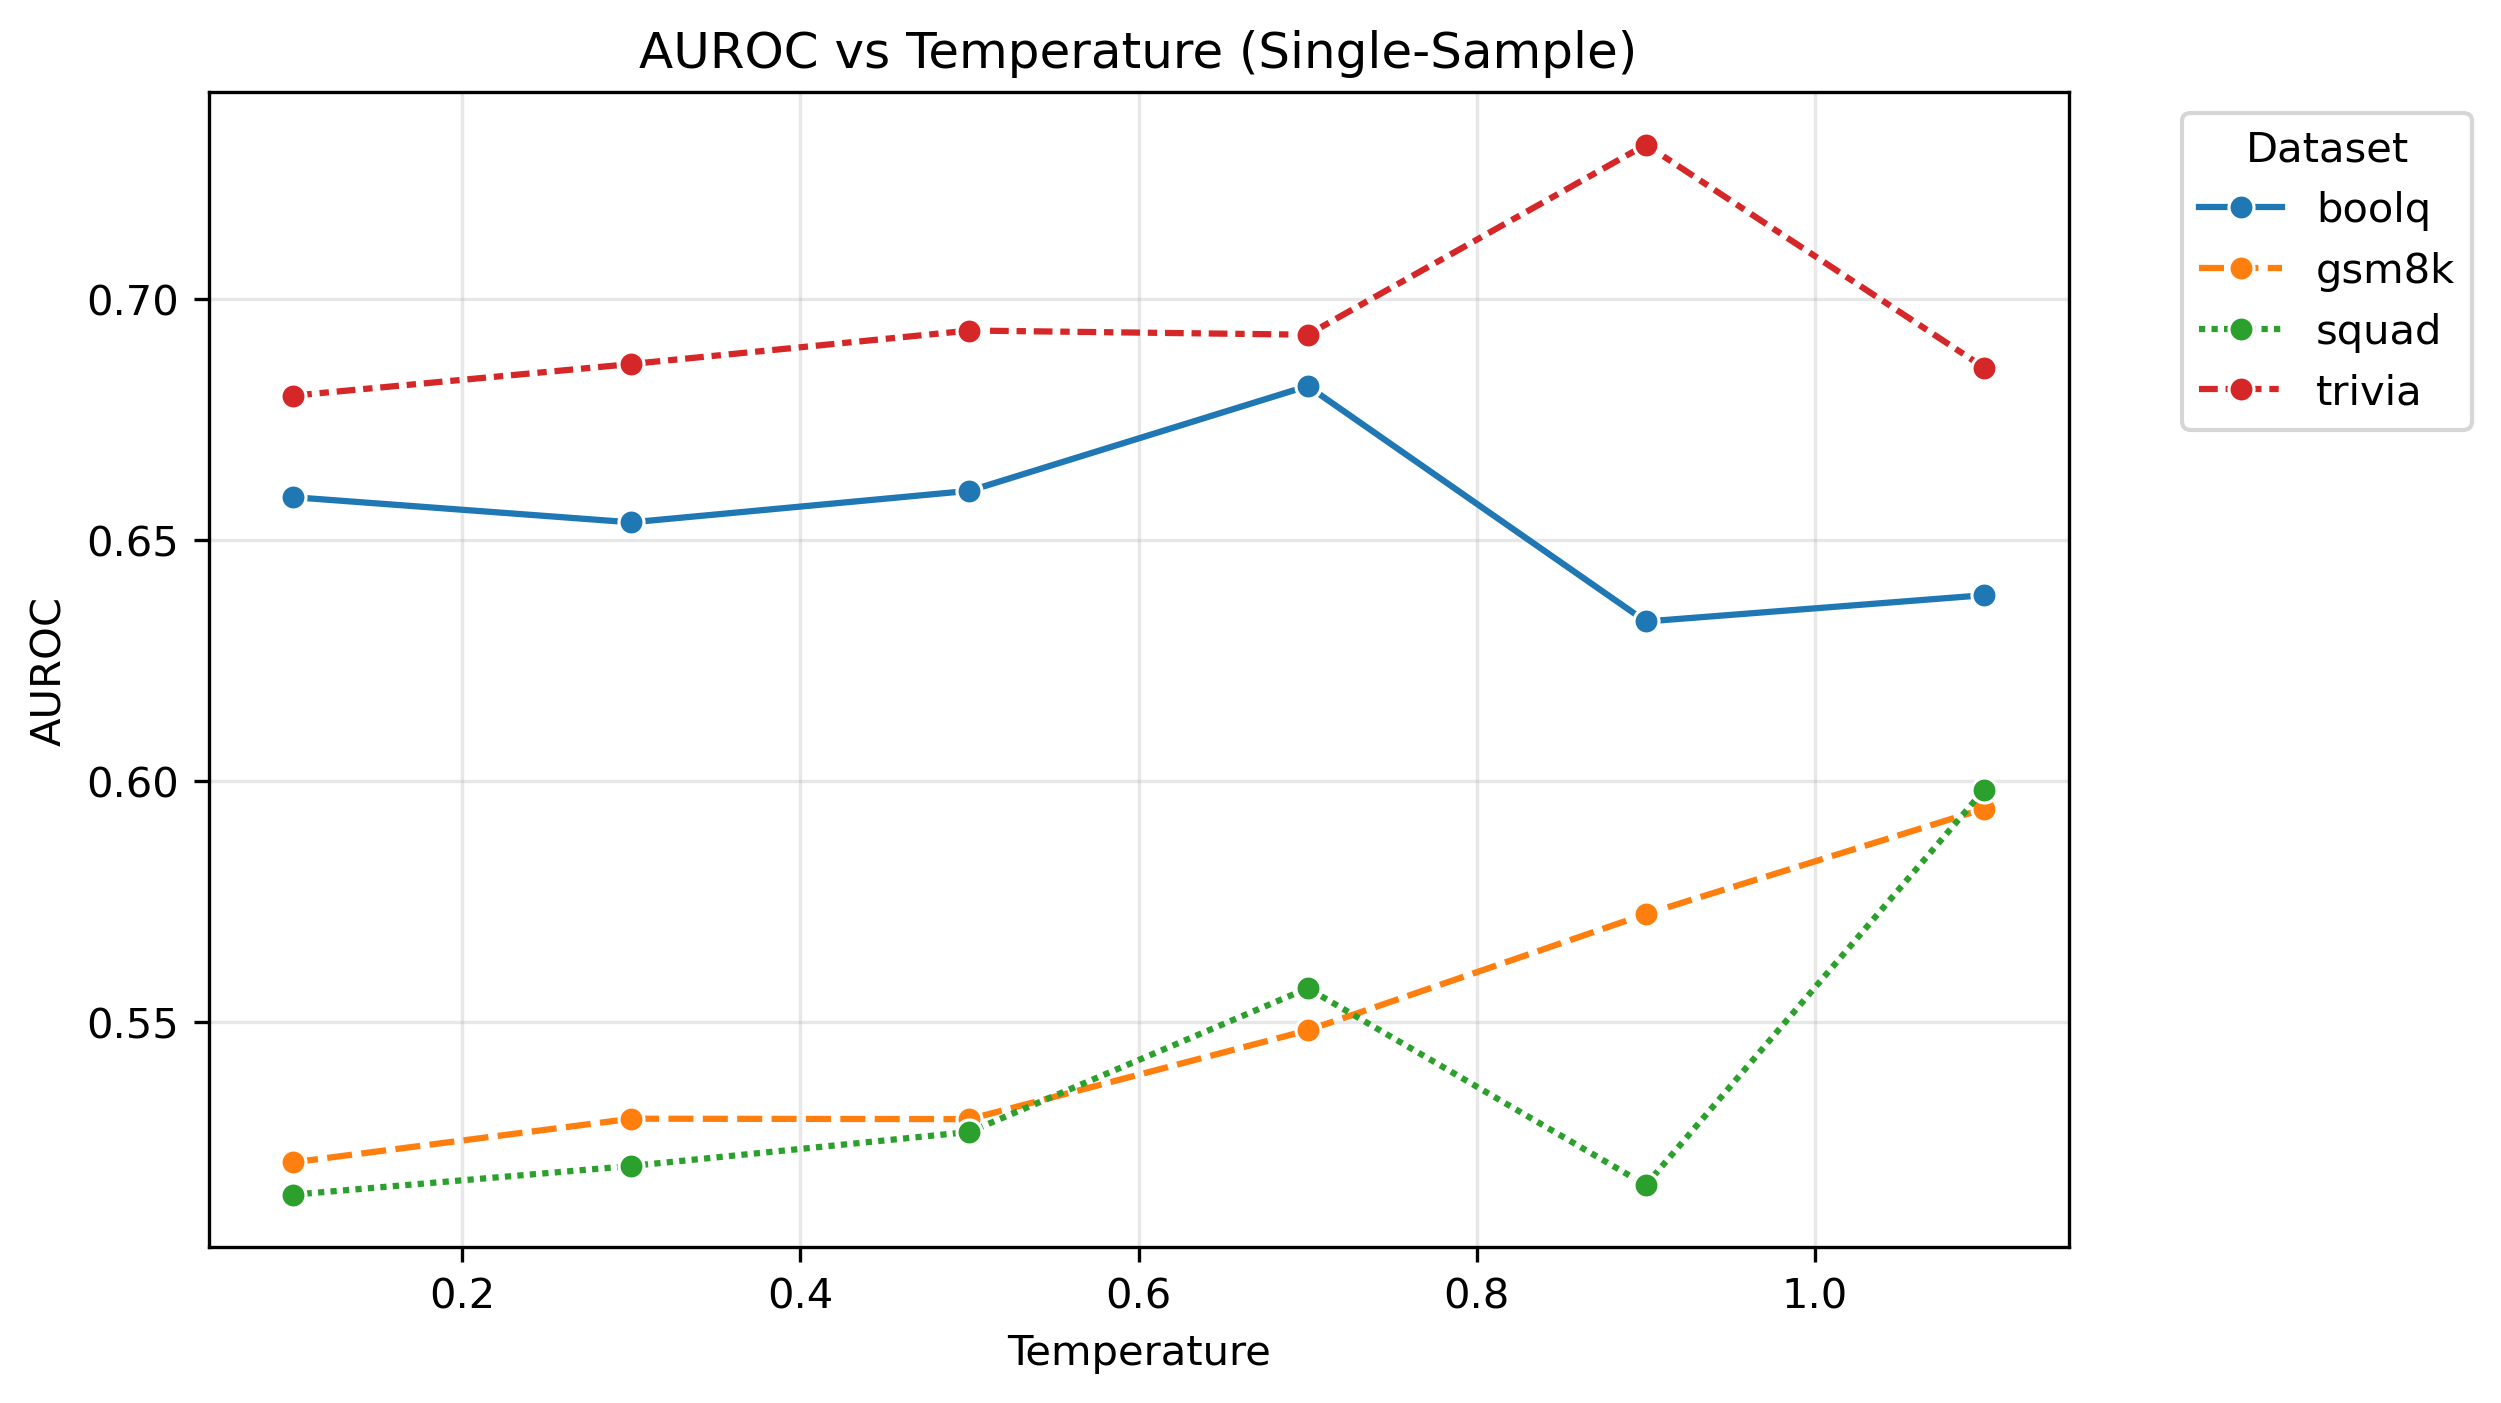 AUROC vs Temperature (Single-Sample)
Dataset
boolq
gsm8k
squad
trivia
AUROC
0.70
0.65
0.60
0.55
0.2
0.4
0.6
0.8
1.0
Temperature